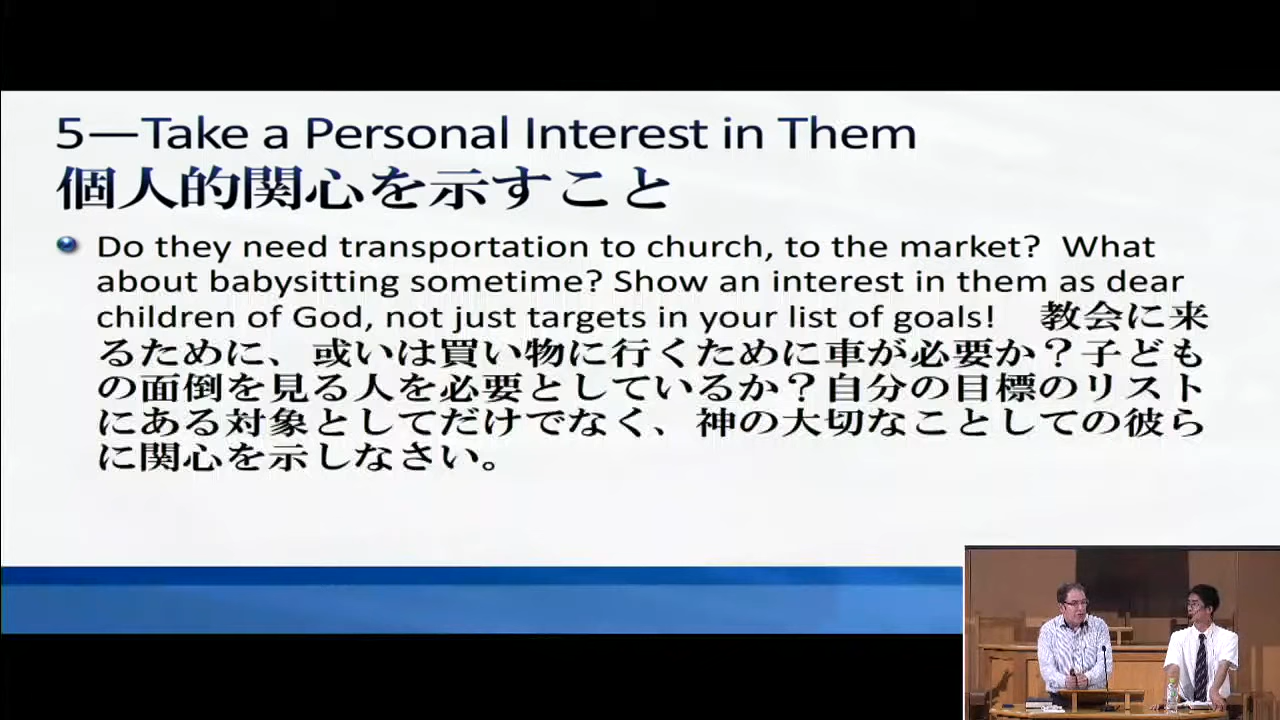 5—Take a Personal Interest in Them
個人的関心を示すこと
Do they need transportation to church, to the market?  What
about babysitting sometime? Show an interest in them as dear
children of God, not just targets in your list of goals!　教会に来
るために、或いは買い物に行くために車が必要か？子ども
の面倒を見る人を必要としているか？自分の目標のリスト
にある対象としてだけでなく、神の大切なことしての彼ら
に関心を示しなさい。